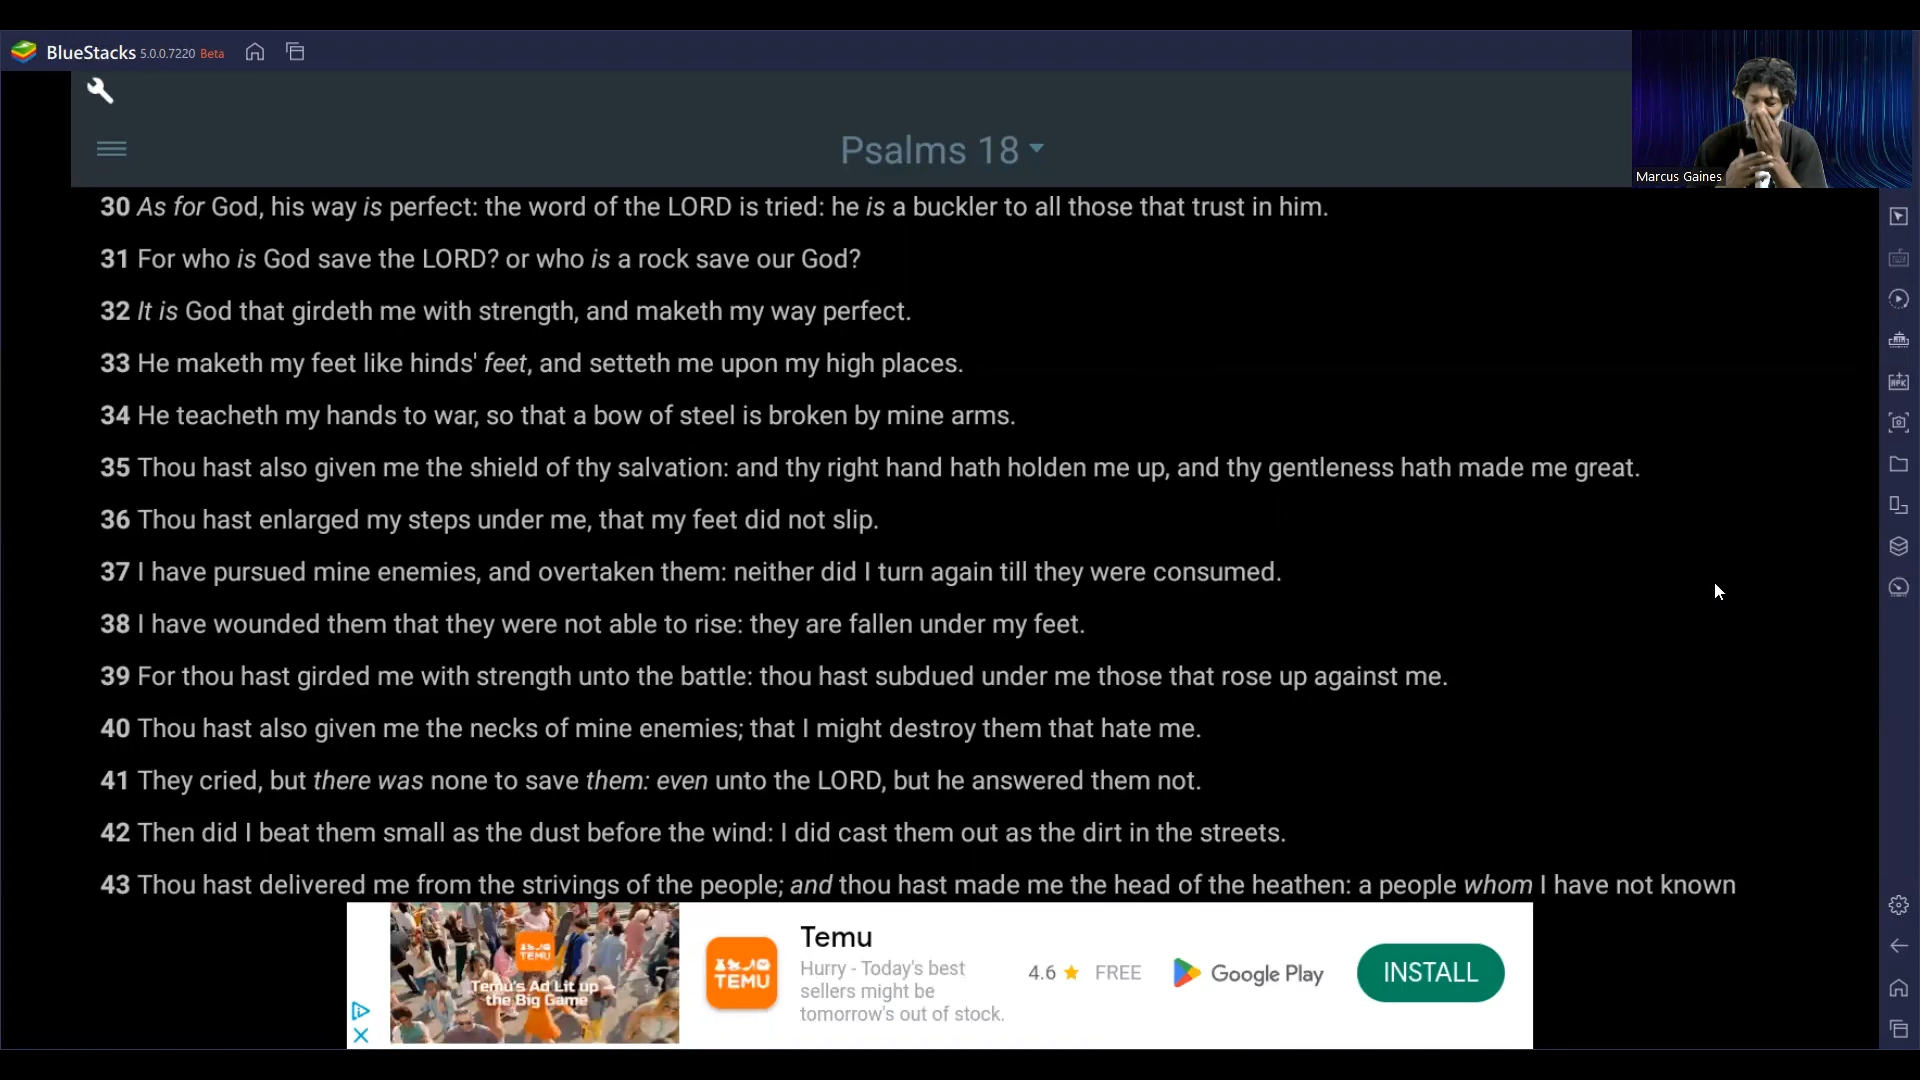 BlueStacks 5.0.0.7220 Beta
Marcus Gaines
Psalms 18
30 As for God, his way is perfect: the word of the LORD is tried: he is a buckler to all those that trust in him.
31 For who is God save the LORD? or who is a rock save our God?
32 It is God that girdeth me with strength, and maketh my way perfect.
33 He maketh my feet like hinds' feet, and setteth me upon my high places.
34 He teacheth my hands to war, so that a bow of steel is broken by mine arms.
35 Thou hast also given me the shield of thy salvation: and thy right hand hath holden me up, and thy gentleness hath made me great.
36 Thou hast enlarged my steps under me, that my feet did not slip.
37 I have pursued mine enemies, and overtaken them: neither did I turn again till they were consumed.
38 I have wounded them that they were not able to rise: they are fallen under my feet.
39 For thou hast girded me with strength unto the battle: thou hast subdued under me those that rose up against me.
40 Thou hast also given me the necks of mine enemies; that I might destroy them that hate me.
41 They cried, but there was none to save them: even unto the LORD, but he answered them not.
42 Then did I beat them small as the dust before the wind: I did cast them out as the dirt in the streets.
43 Thou hast delivered me from the strivings of the people; and thou hast made me the head of the heathen: a people whom I have not known
TEMU
Temu's Ad Lit up
the Big Game
TEMU
Temu
Hurry - Today's best
sellers might be
tomorrow's out of stock.
4.6 FREE
Google Play
INSTALL